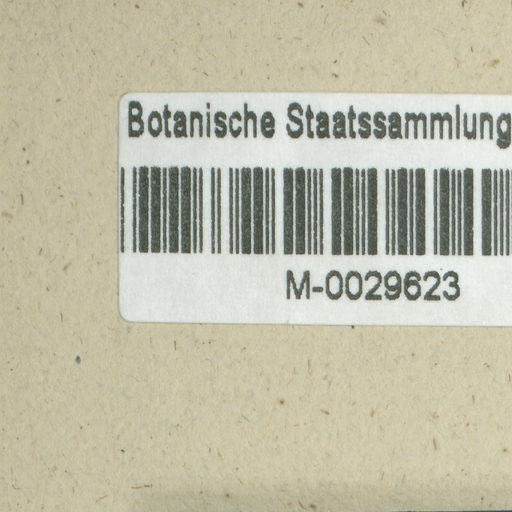 Botanische Staatssammlung
M-0029623